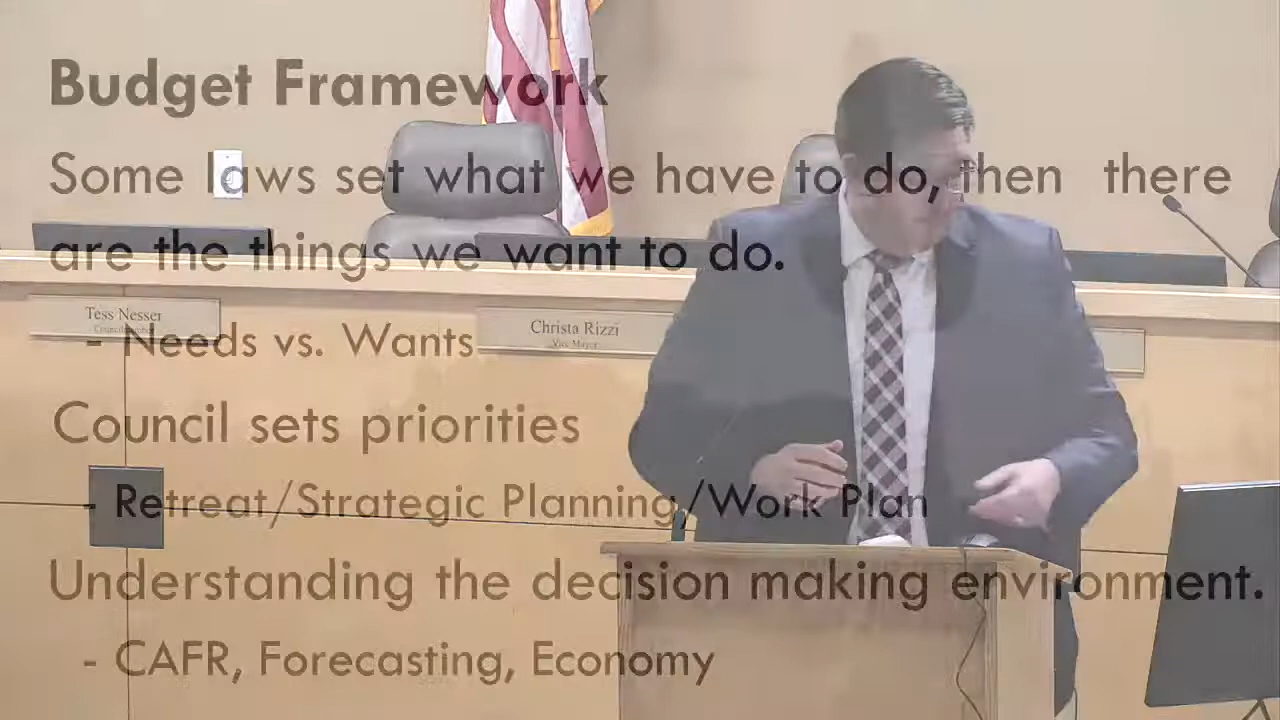 Budget Framework
Some laws set what we have to do, then there
are the things we want to do.
Tess Nesser
Councilmember
Christa Rizzi
Vice Mayor
- Needs vs. Wants
Council sets priorities
- Retreat/Strategic Planning/Work Plan
Understanding the decision making environment.
- CAFR, Forecasting, Economy